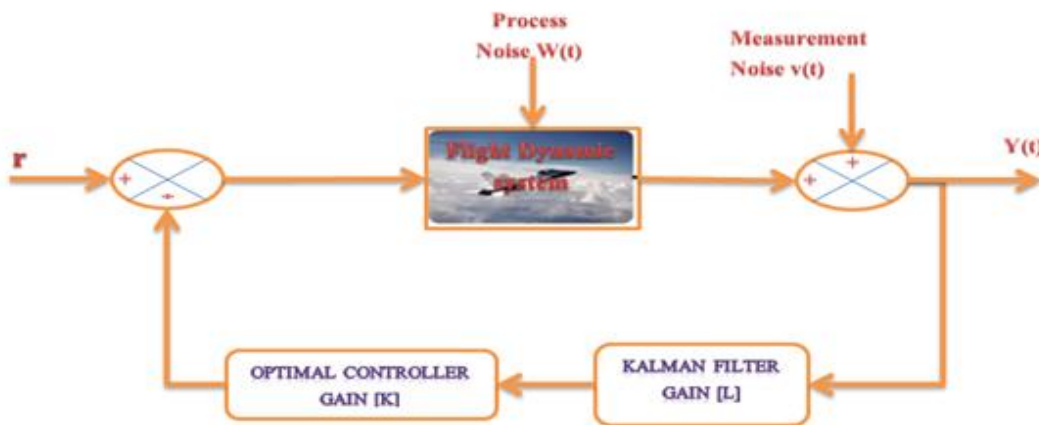 Process
Noise W(t)
Measurement
Noise v(t)
r
+
-
Flight Dynamic
system
+
+
Y(t)
OPTIMAL CONTROLLER
GAIN [K]
KALMAN FILTER
GAIN [L]